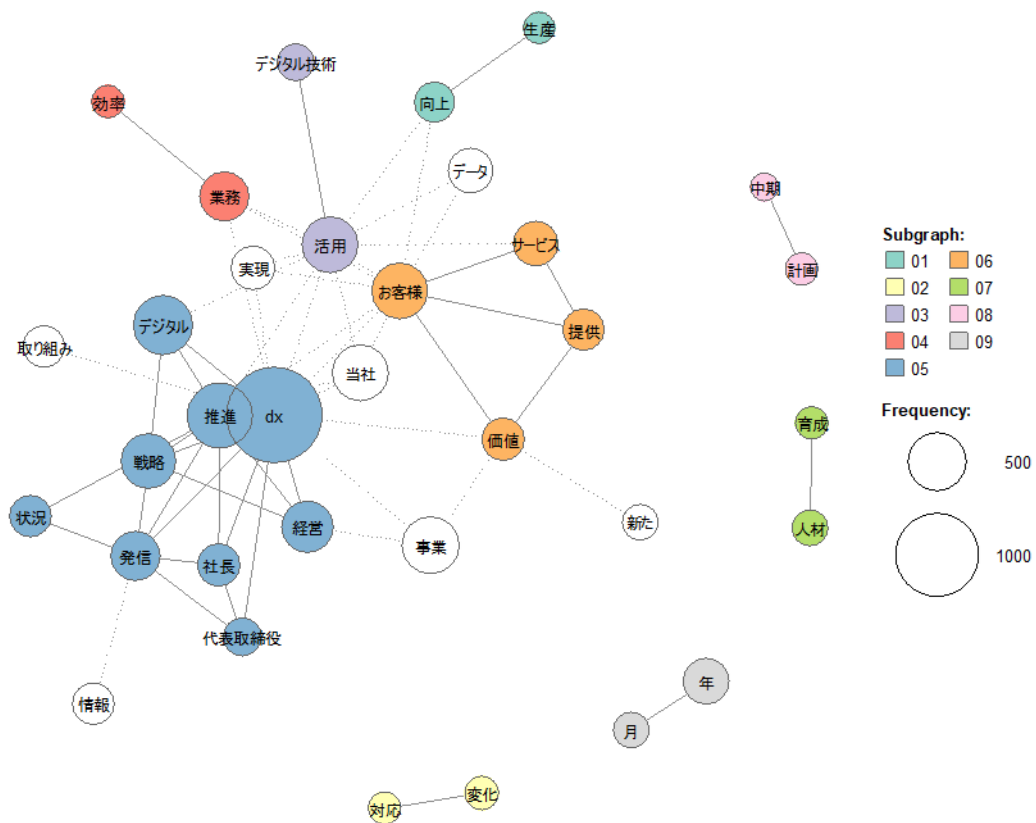 生産
デジタル技術
効率
向上
データ
業務
中期
活用
サービス
実現
計画
お客様
デジタル
提供
取り組み
当社
推進
dx
価値
育成
戦略
状況
新た
経営
人材
発信
社長
事業
代表取締役
年
情報
月
変化
対応
Subgraph:
01
06
02
07
03
08
04
09
05
Frequency:
500
1000